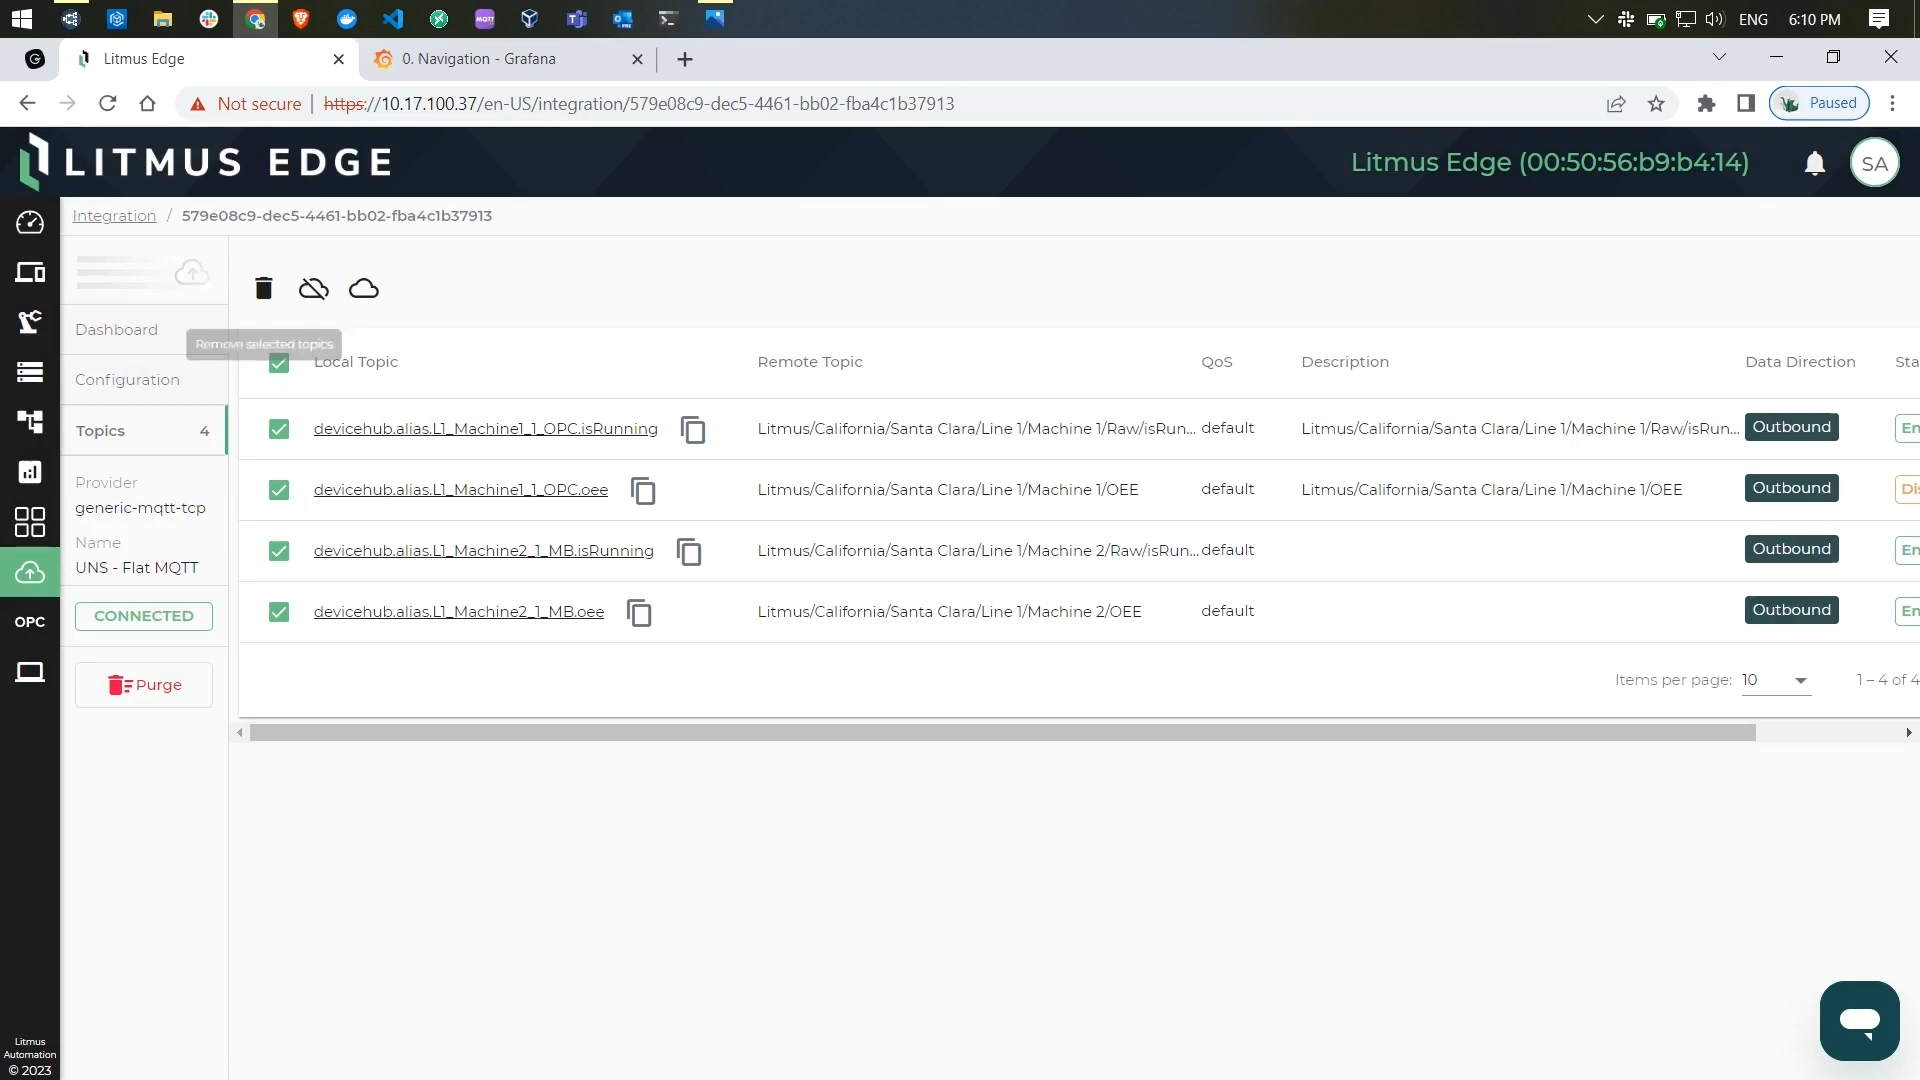 ENG
6:10 PM
Litmus Edge
0. Navigation - Grafana
Not secure
https://10.17.100.37/en-US/integration/579e08c9-dec5-4461-bb02-fba4c1b37913
Paused
LITMUS EDGE
Litmus Edge (00:50:56:b9:b4:14)
SA
Integration / 579e08c9-dec5-4461-bb02-fba4c1b37913
Dashboard
Remove selected topics
Configuration
Topics 4
Provider
generic-mqtt-tcp
Name
UNS - Flat MQTT
CONNECTED
Purge
OPC
Litmus
Automation
© 2023
Local Topic Remote Topic QoS Description Data Direction Sta
devicehub.alias.L1_Machine1_1_OPC.isRunning Litmus/California/Santa Clara/Line 1/Machine 1/Raw/isRun... default Litmus/California/Santa Clara/Line 1/Machine 1/Raw/isRun... Outbound En
devicehub.alias.L1_Machine1_1_OPC.oee Litmus/California/Santa Clara/Line 1/Machine 1/OEE default Litmus/California/Santa Clara/Line 1/Machine 1/OEE Outbound Dis
devicehub.alias.L1_Machine2_1_MB.isRunning Litmus/California/Santa Clara/Line 1/Machine 2/Raw/isRun... default Outbound En
devicehub.alias.L1_Machine2_1_MB.oee Litmus/California/Santa Clara/Line 1/Machine 2/OEE default Outbound En
Items per page: 10 1 – 4 of 4